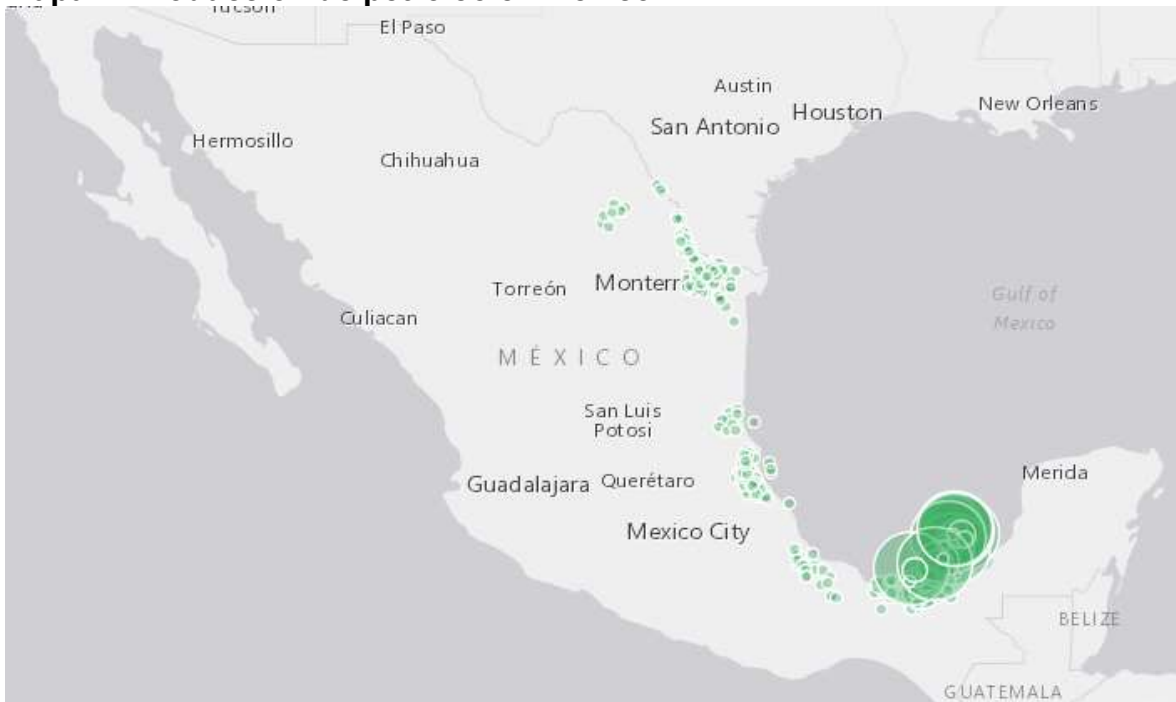 Tucson
El Paso
Austin
New Orleans
Houston
San Antonio
Hermosillo
Chihuahua
Monterr
Torreón
Gulf of
Mexico
Culiacan
MÉXICO
San Luis
Potosi
Merida
Guadalajara
Querétaro
Mexico City
BELIZE
GUATEMALA